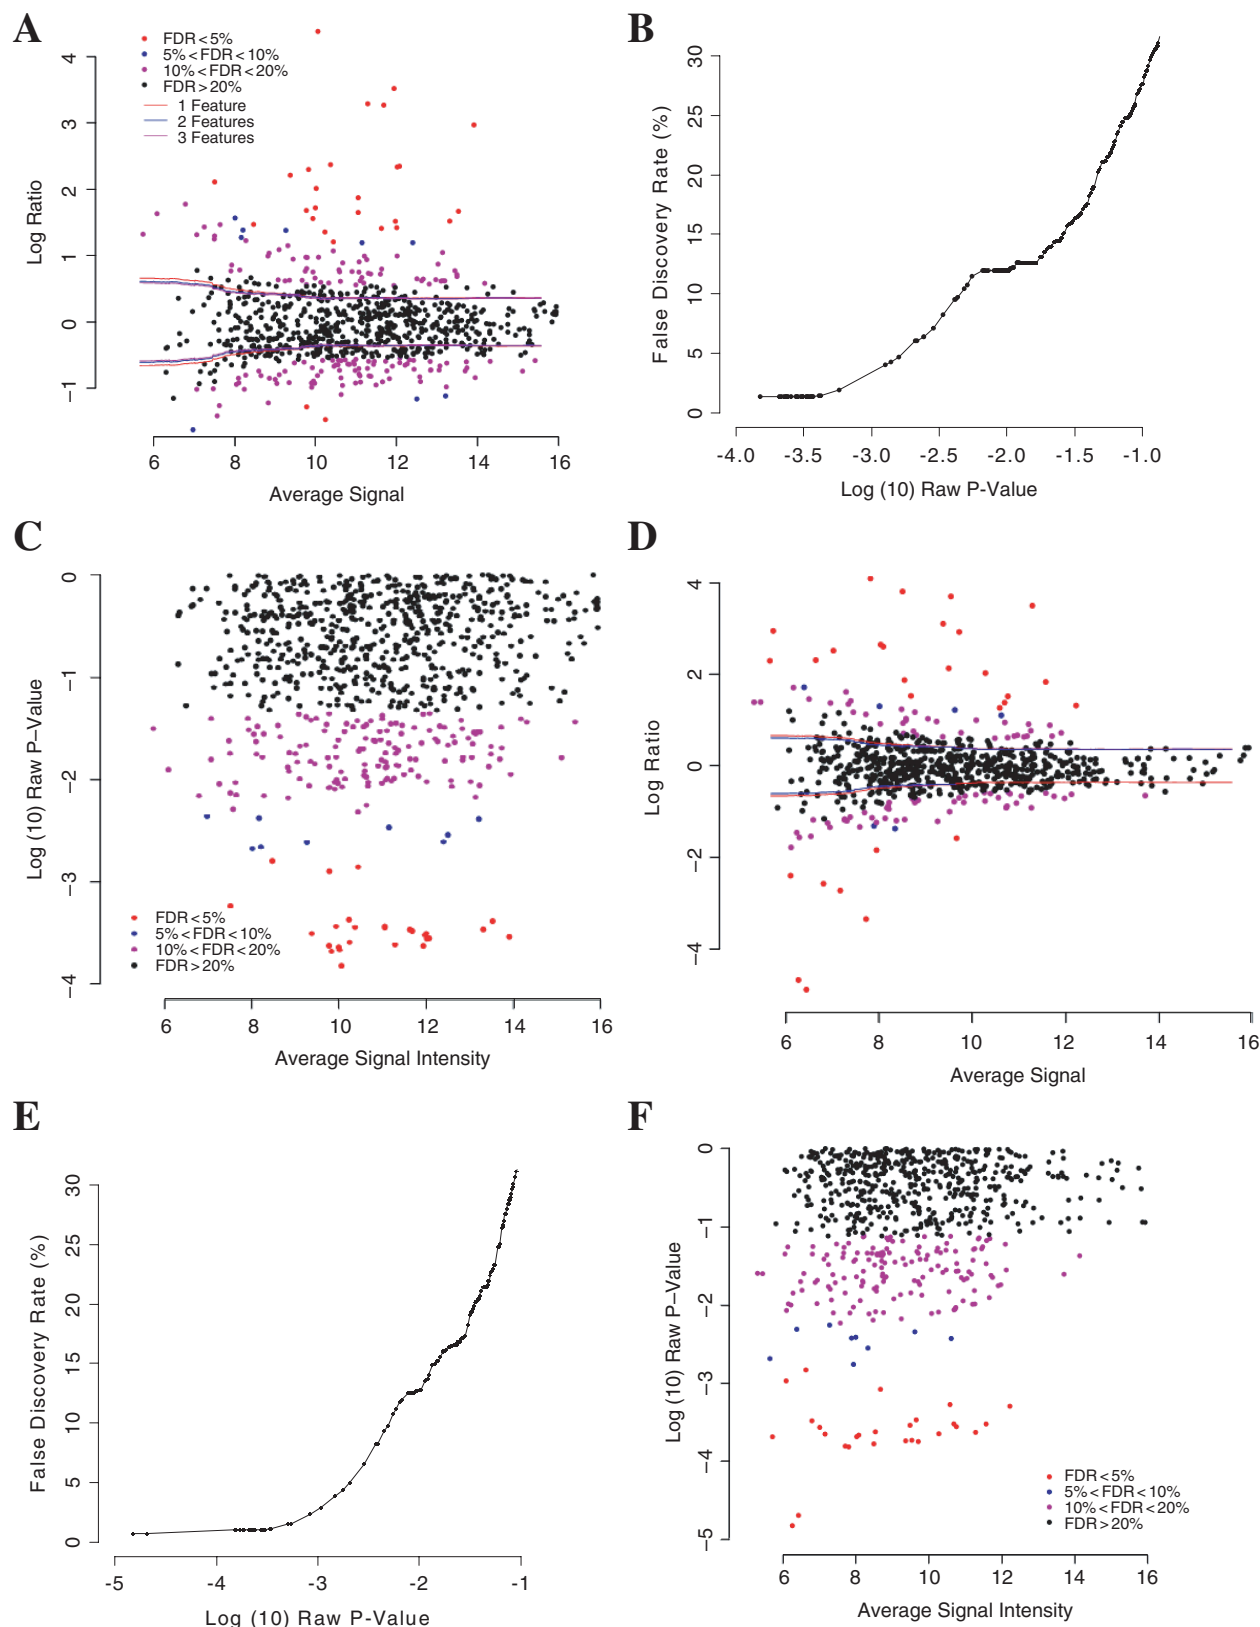 A
FDR<5%
5%<FDR<10%
10%<FDR<20%
FDR>20%
1 Feature
2 Features
3 Features
Log Ratio
4
3
2
1
0
−1
6 8 10 12 14 16
Average Signal
B
False Discovery Rate (%)
30
25
20
15
10
5
0
-4.0 -3.5 -3.0 -2.5 -2.0 -1.5 -1.0
Log (10) Raw P-Value
C
Log (10) Raw P-Value
0
−1
−2
−3
−4
FDR<5%
5%<FDR<10%
10%<FDR<20%
FDR>20%
6 8 10 12 14 16
Average Signal Intensity
D
Log Ratio
4
2
0
−2
−4
6 8 10 12 14 16
Average Signal
E
False Discovery Rate (%)
30
25
20
15
10
5
0
-5 -4 -3 -2 -1
Log (10) Raw P-Value
F
Log (10) Raw P−Value
0
−1
−2
−3
−4
−5
FDR<5%
5%<FDR<10%
10%<FDR<20%
FDR>20%
6 8 10 12 14 16
Average Signal Intensity